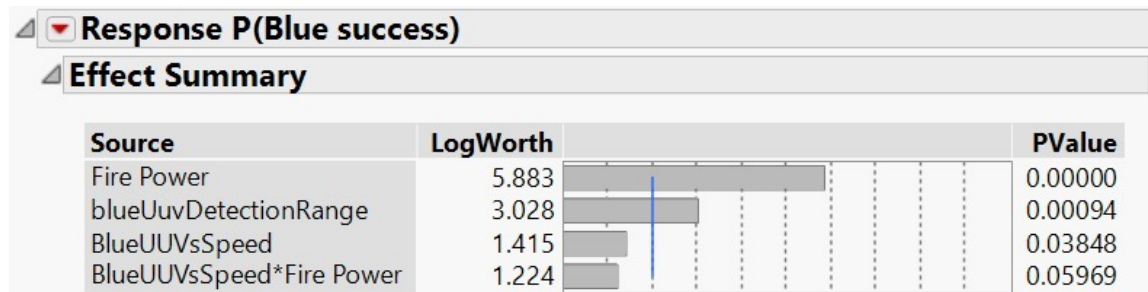 Response P(Blue success)
Effect Summary
Source LogWorth PValue
Fire Power 5.883 0.00000
blueUuvDetectionRange 3.028 0.00094
BlueUUVsSpeed 1.415 0.03848
BlueUUVsSpeed*Fire Power 1.224 0.05969